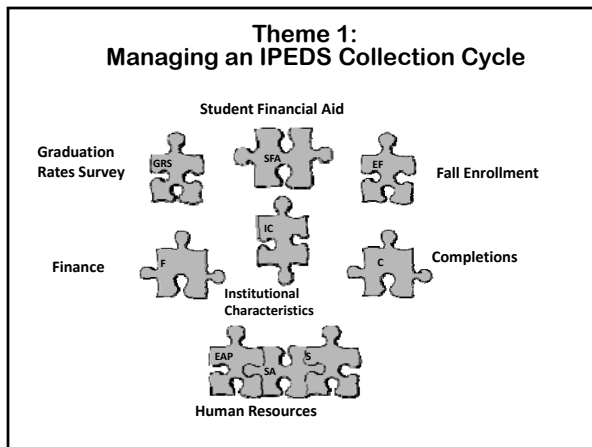 Theme 1:
Managing an IPEDS Collection Cycle
Student Financial Aid
Graduation
Rates Survey
GRS
SFA
EF
Fall Enrollment
IC
Finance
F
C
Completions
Institutional
Characteristics
EAP
SA
S
Human Resources